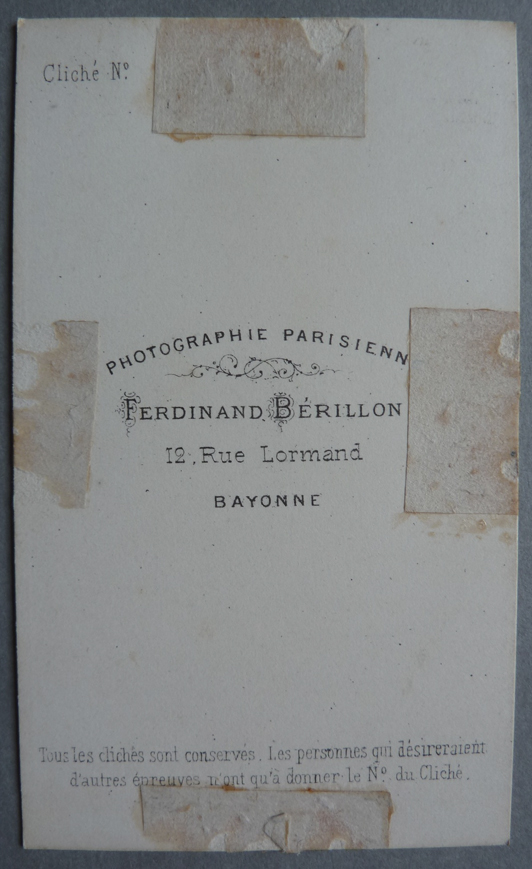 Cliché N°.
PHOTOGRAPHIE PARISIENN
FERDINAND BÉRILLON
12, Rue Lormand
BAYONNE
Tous les clichés sont conservés. Les personnes qui désireraient
d'autres épreuves n'ont qu'à donner le N°. du Cliché.